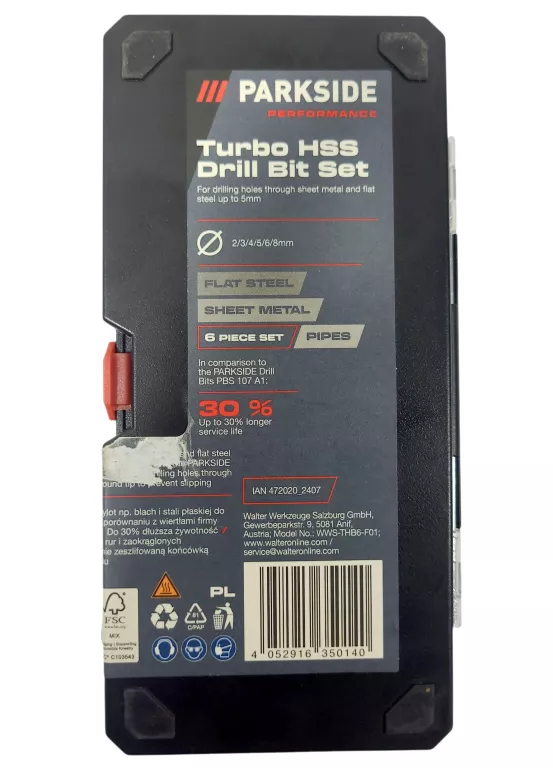 PARKSIDE
PERFORMANCE
Turbo HSS
Drill Bit Set
For drilling holes through sheet metal and flat
steel up to 5mm
2/3/4/5/6/8mm
FLAT STEEL
SHEET METAL
6 PIECE SET
PIPES
In comparison to
the PARKSIDE Drill
Bits PBS 107 A1:
30 %
Up to 30% longer
service life
and flat steel
PARKSIDE
holes through
up to prevent slipping
IAN 472020_2407
Walter Werkzeuge Salzburg GmbH,
Gewerbeparkstr. 9, 5081 Anif,
Austria; Model No.: WWS-THB6-F01;
www.walteronline.com /
service@walteronline.com
np. blach i stali płaskiej do
porównaniu z wiertłami firmy
Do 30% dłuższa żywotność
rur i zaokrąglonych
zeszlifowaną końcówką
PL
81
C/PAP
FSC
MIX
C103543
4 052916 350140